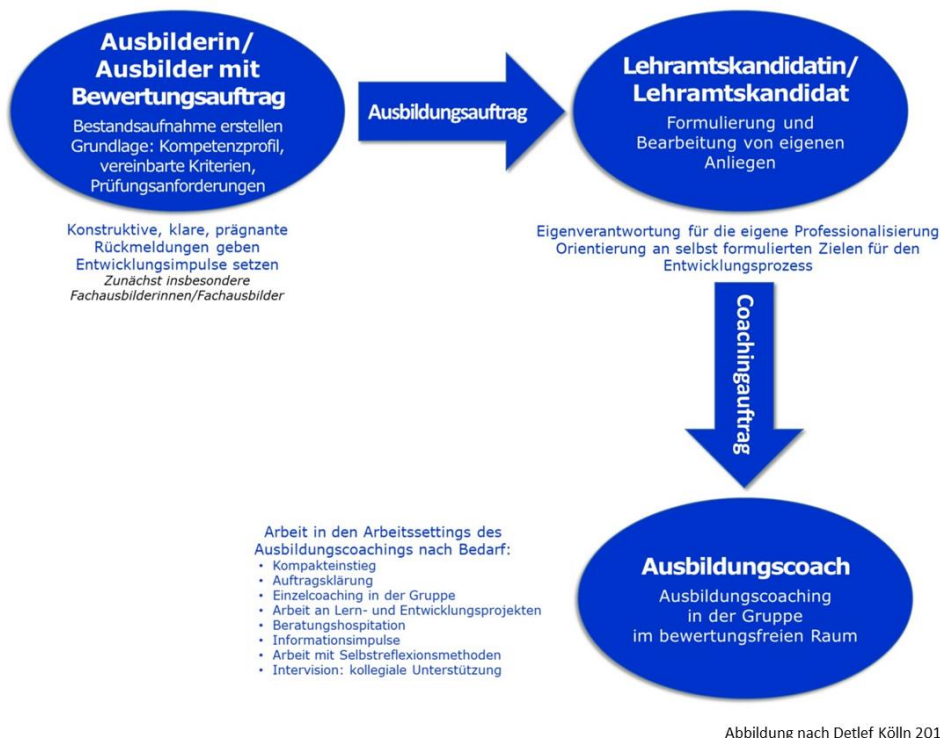 Ausbilderin/
Ausbilder mit
Bewertungsauftrag
Bestandsaufnahme erstellen
Grundlage: Kompetenzprofil,
vereinbarte Kriterien,
Prüfungsanforderungen
Konstruktive, klare, prägnante
Rückmeldungen geben
Entwicklungsimpulse setzen
Zunächst insbesondere
Fachausbilderinnen/Fachausbilder
Ausbildungsauftrag
Lehramtskandidatin/
Lehramtskandidat
Formulierung und
Bearbeitung von eigenen
Anliegen
Eigenverantwortung für die eigene Professionalisierung
Orientierung an selbst formulierten Zielen für den
Entwicklungsprozess
Coachingauftrag
Arbeit in den Arbeitssettings des
Ausbildungscoachings nach Bedarf:
• Kompakteinstieg
• Auftragsklärung
• Einzelcoaching in der Gruppe
• Arbeit an Lern- und Entwicklungsprojekten
• Beratungshospitation
• Informationsimpulse
• Arbeit mit Selbstreflexionsmethoden
• Intervision: kollegiale Unterstützung
Ausbildungscoach
Ausbildungscoaching
in der Gruppe
im bewertungsfreien Raum
Abbildung nach Detlef Kölln 201